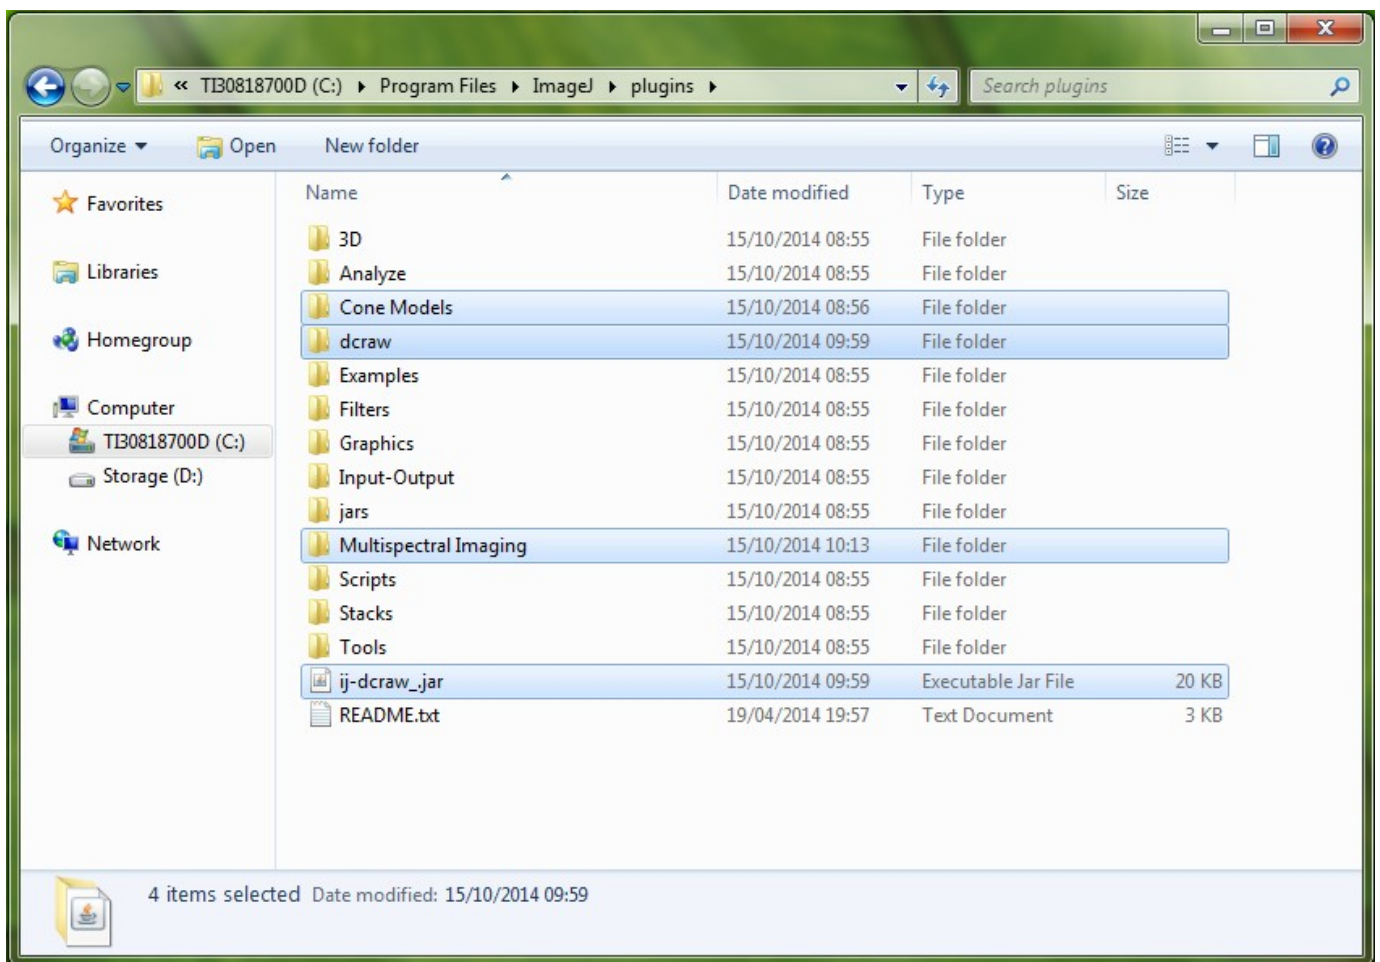 « TI30818700D (C:) ▸ Program Files ▸ ImageJ ▸ plugins ▸ Search plugins
Organize Open New folder
Name Date modified Type Size
Favorites
Libraries
Homegroup
Computer
TI30818700D (C:)
Storage (D:)
Network
3D 15/10/2014 08:55 File folder
Analyze 15/10/2014 08:55 File folder
Cone Models 15/10/2014 08:56 File folder
dcraw 15/10/2014 09:59 File folder
Examples 15/10/2014 08:55 File folder
Filters 15/10/2014 08:55 File folder
Graphics 15/10/2014 08:55 File folder
Input-Output 15/10/2014 08:55 File folder
jars 15/10/2014 08:55 File folder
Multispectral Imaging 15/10/2014 10:13 File folder
Scripts 15/10/2014 08:55 File folder
Stacks 15/10/2014 08:55 File folder
Tools 15/10/2014 08:55 File folder
ij-dcraw_.jar 15/10/2014 09:59 Executable Jar File 20 KB
README.txt 19/04/2014 19:57 Text Document 3 KB
4 items selected Date modified: 15/10/2014 09:59